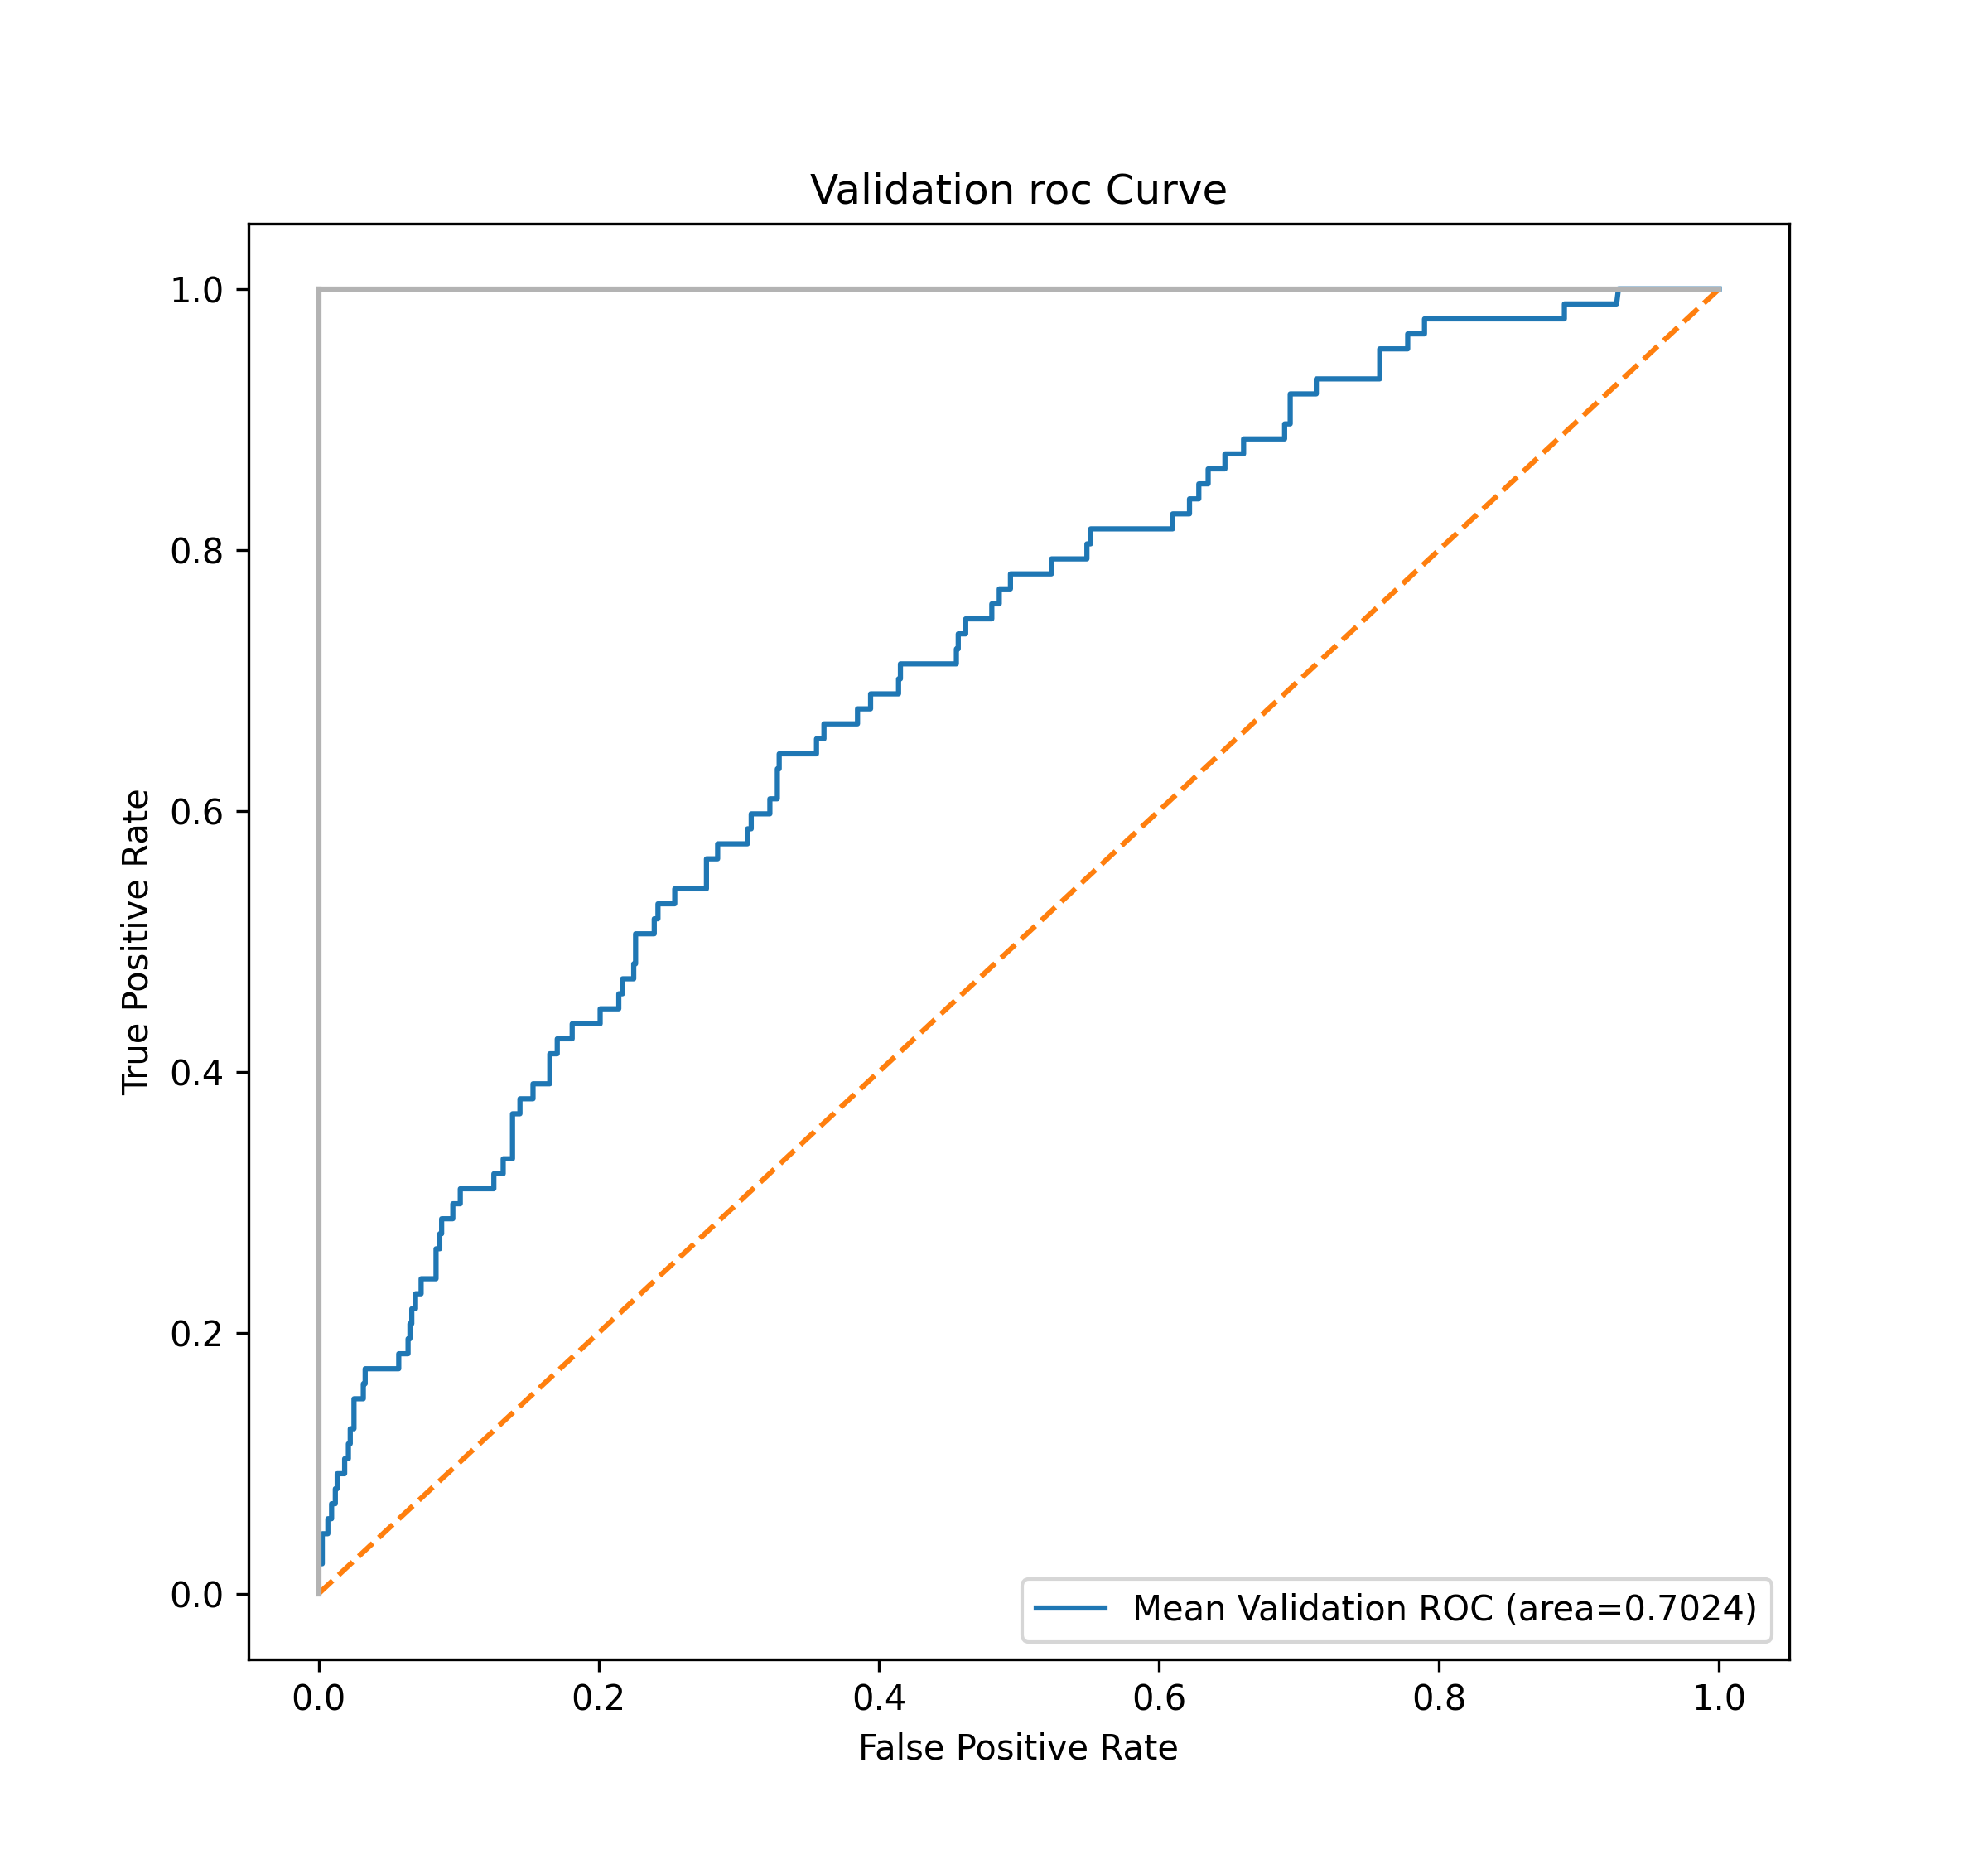 Validation roc Curve
1.0
0.8
0.6
0.4
0.2
0.0
True Positive Rate
Mean Validation ROC (area=0.7024)
0.0 0.2 0.4 0.6 0.8 1.0
False Positive Rate